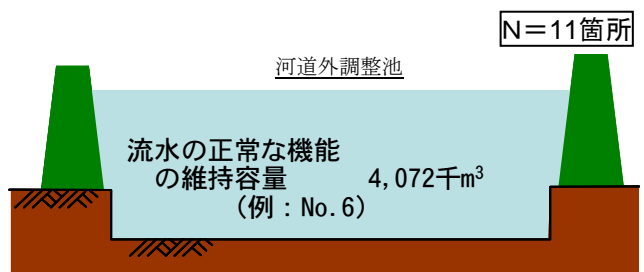 N＝11箇所
河道外調整池
流水の正常な機能
の維持容量　　4,072千m³
（例：No.6）